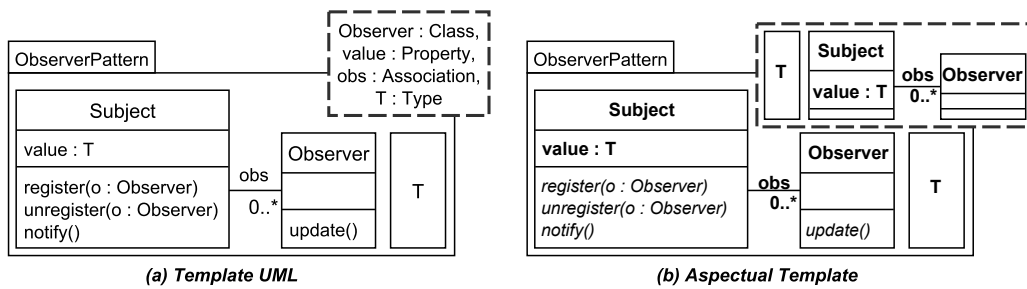 ObserverPattern
Observer : Class,
value : Property,
obs : Association,
T : Type
Subject
value : T
register(o : Observer)
unregister(o : Observer)
notify()
obs
0..*
Observer
update()
T
(a) Template UML
ObserverPattern
T
Subject
value : T
obs
0..*
Observer
Subject
value : T
register(o : Observer)
unregister(o : Observer)
notify()
obs
0..*
Observer
update()
T
(b) Aspectual Template